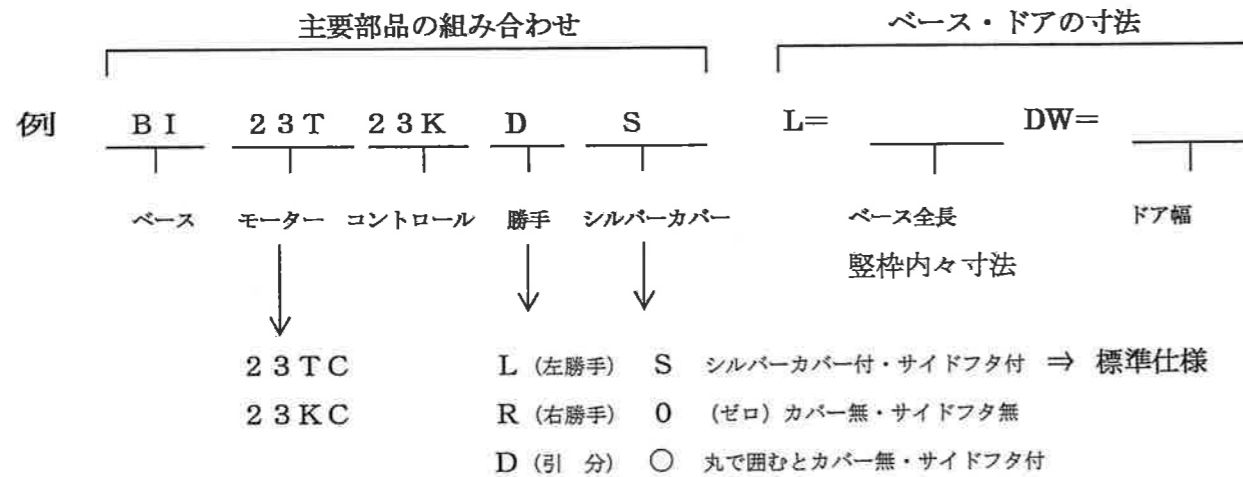 主要部品の組み合わせ ベース・ドアの寸法
例 BI 23T 23K D S L= DW=
ベース モーター コントロール 勝手 シルバーカバー ベース全長 ドア幅
竪枠内々寸法
23TC L (左勝手) S シルバーカバー付・サイドフタ付 ⇒ 標準仕様
23KC R (右勝手) 0 (ゼロ) カバー無・サイドフタ無
D (引 分) ○ 丸で囲むとカバー無・サイドフタ付